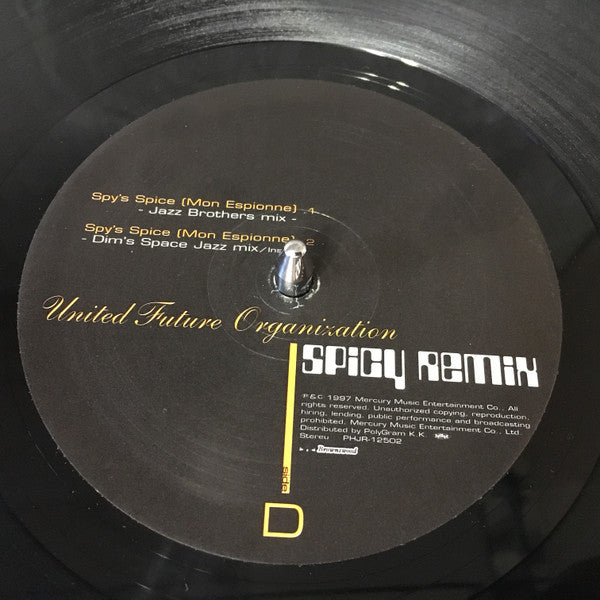 Spy's Spice (Mon Espionne) 1
- Jazz Brothers mix -
Spy's Spice (Mon Espionne) 2
- Dim's Space Jazz mix
United Future Organization
SPICY REMIX
P&C 1997 Mercury Music Entertainment Co., All
rights reserved. Unauthorized copying, reproduction,
hiring, lending, public performance and broadcasting
prohibited. Mercury Music Entertainment Co., Ltd.
Distributed by PolyGram K.K.
Stereo PHJR-12502
Brownswood
side
D